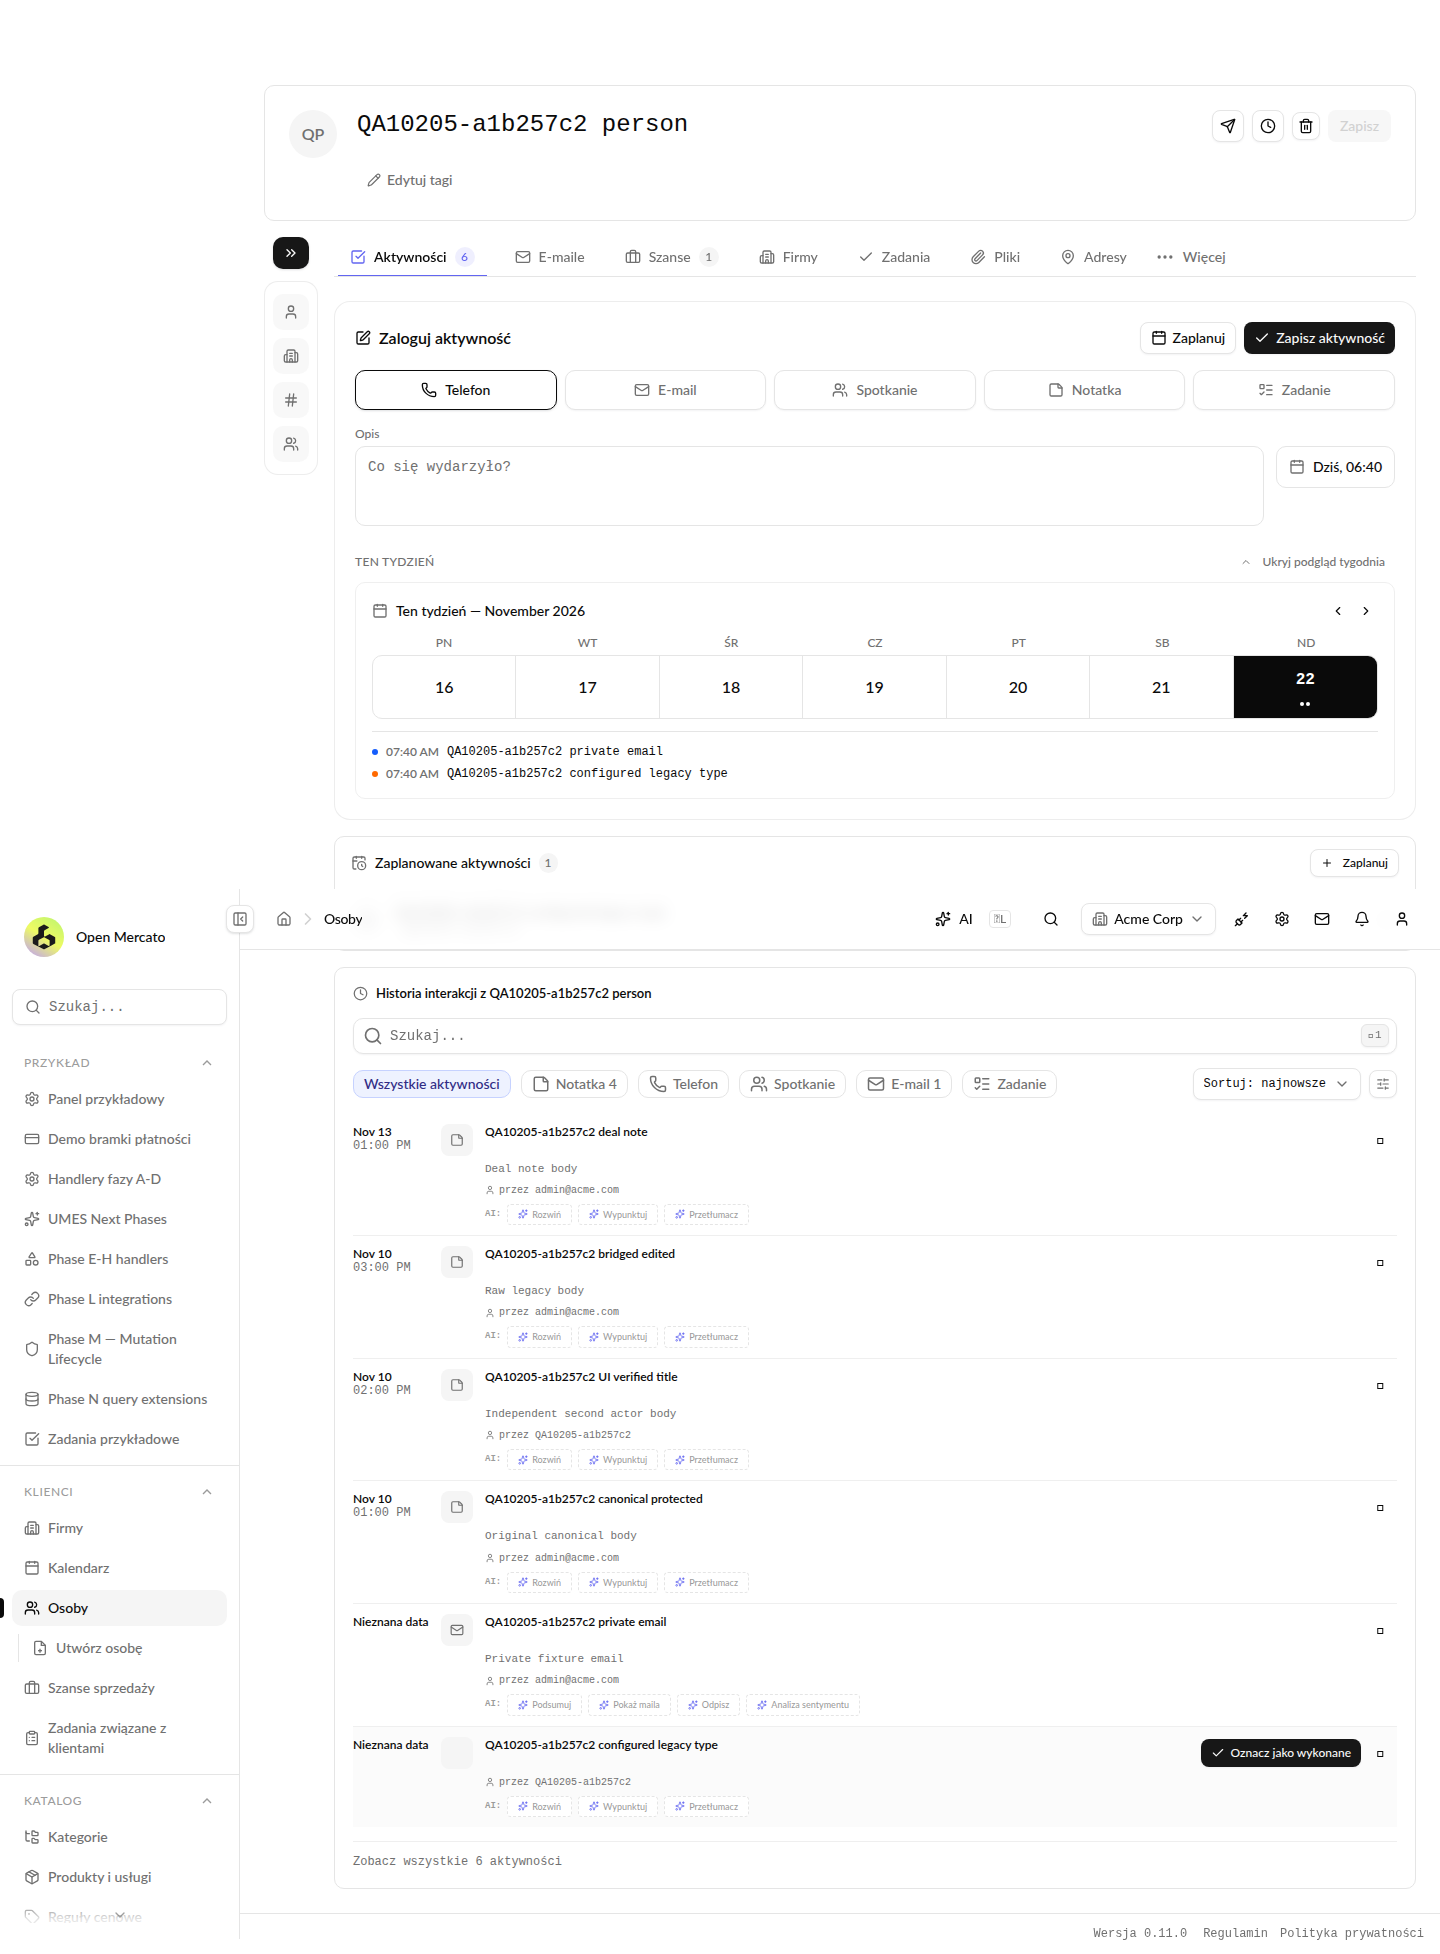 QP
QA10205-a1b257c2 person
Zapisz
Edytuj tagi
Aktywności 6
E-maile
Szanse 1
Firmy
Zadania
Pliki
Adresy
Więcej
Zaloguj aktywność
Zaplanuj
Zapisz aktywność
Telefon
E-mail
Spotkanie
Notatka
Zadanie
Opis
Co się wydarzyło?
Dziś, 06:40
TEN TYDZIEŃ
Ukryj podgląd tygodnia
Ten tydzień — November 2026
PN WT ŚR CZ PT SB ND
16 17 18 19 20 21 22
07:40 AM QA10205-a1b257c2 private email
07:40 AM QA10205-a1b257c2 configured legacy type
Zaplanowane aktywności 1
Zaplanuj
Open Mercato
Osoby
AI
L
Acme Corp
Szukaj...
PRZYKŁAD
Panel przykładowy
Demo bramki płatności
Handlery fazy A-D
UMES Next Phases
Phase E-H handlers
Phase L integrations
Phase M — Mutation
Lifecycle
Phase N query extensions
Zadania przykładowe
KLIENCI
Firmy
Kalendarz
Osoby
Utwórz osobę
Szanse sprzedaży
Zadania związane z
klientami
KATALOG
Kategorie
Produkty i usługi
Reguły cenowe
Historia interakcji z QA10205-a1b257c2 person
Szukaj...
1
Wszystkie aktywności
Notatka 4
Telefon
Spotkanie
E-mail 1
Zadanie
Sortuj: najnowsze
Nov 13
01:00 PM
QA10205-a1b257c2 deal note
Deal note body
przez admin@acme.com
AI: Rozwiń Wypunktuj Przetłumacz
Nov 10
03:00 PM
QA10205-a1b257c2 bridged edited
Raw legacy body
przez admin@acme.com
AI: Rozwiń Wypunktuj Przetłumacz
Nov 10
02:00 PM
QA10205-a1b257c2 UI verified title
Independent second actor body
przez QA10205-a1b257c2
AI: Rozwiń Wypunktuj Przetłumacz
Nov 10
01:00 PM
QA10205-a1b257c2 canonical protected
Original canonical body
przez admin@acme.com
AI: Rozwiń Wypunktuj Przetłumacz
Nieznana data
QA10205-a1b257c2 private email
Private fixture email
przez admin@acme.com
AI: Podsumuj Pokaż maila Odpisz Analiza sentymentu
Nieznana data
QA10205-a1b257c2 configured legacy type
Oznacz jako wykonane
przez QA10205-a1b257c2
AI: Rozwiń Wypunktuj Przetłumacz
Zobacz wszystkie 6 aktywności
Wersja 0.11.0 Regulamin Polityka prywatności